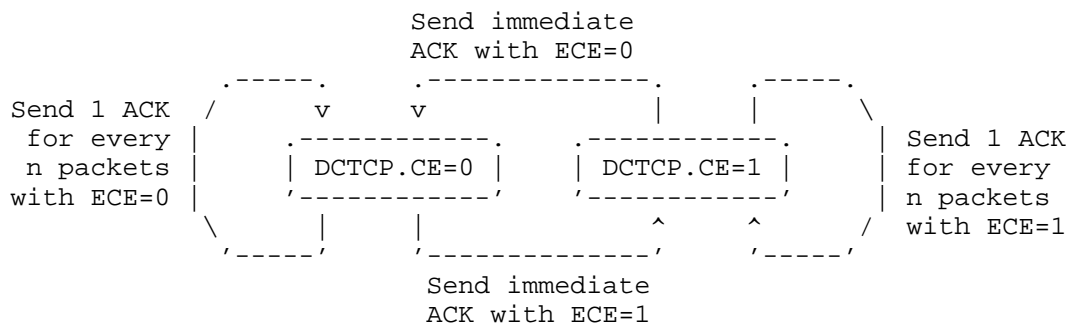 Send immediate
ACK with ECE=0
Send 1 ACK
for every
n packets
with ECE=0
v v
DCTCP.CE=0
DCTCP.CE=1
Send 1 ACK
for every
n packets
with ECE=1
Send immediate
ACK with ECE=1